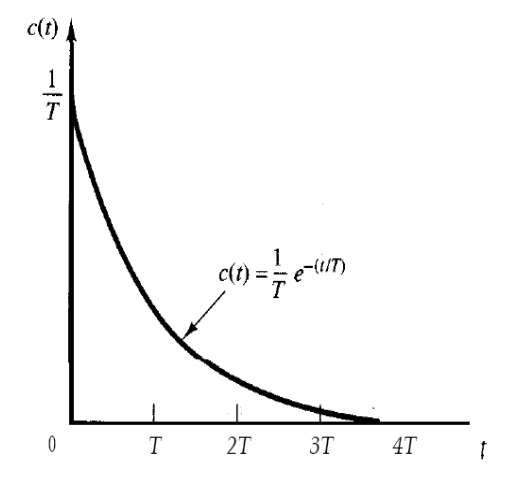 c(t)
1
T
c(t) = 1/T e^−(t/T)
0 T 2T 3T 4T t